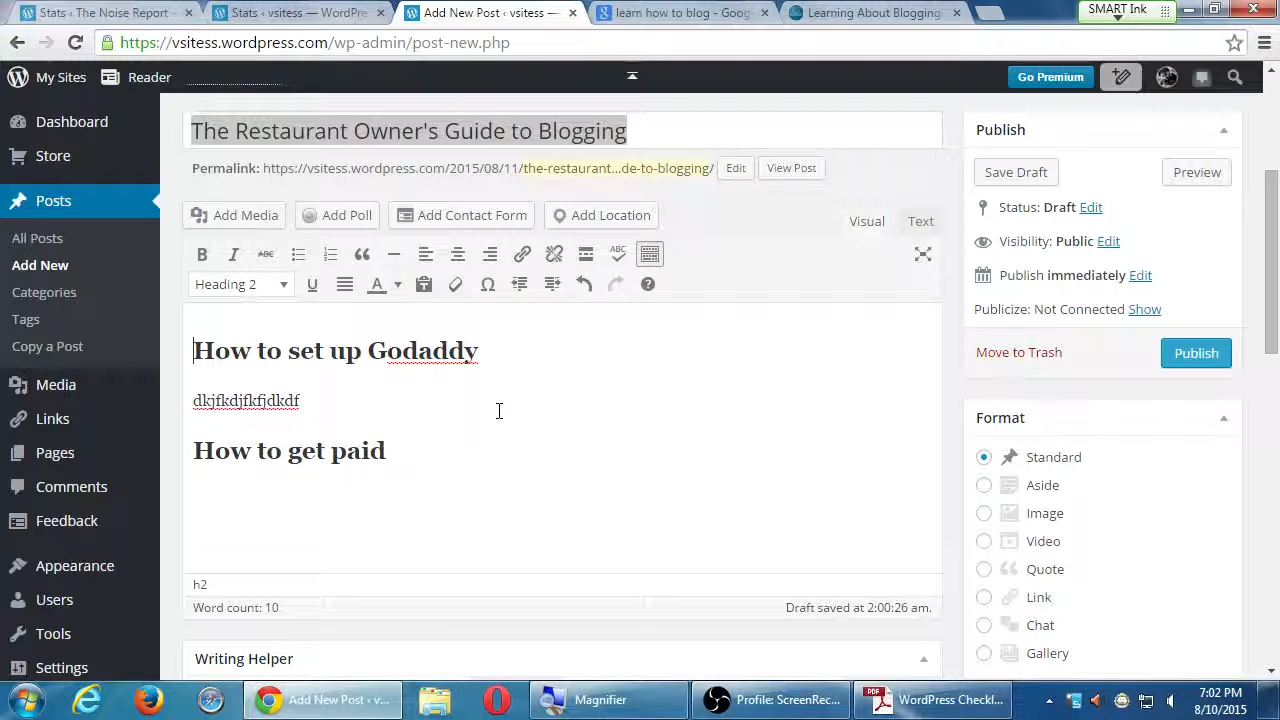 Stats ‹ The Noise Report -
Stats ‹ vsitess — WordPre
Add New Post ‹ vsitess —
learn how to blog - Goog
Learning About Blogging
SMART Ink
https://vsitess.wordpress.com/wp-admin/post-new.php
My Sites
Reader
Go Premium
Dashboard
Store
Posts
All Posts
Add New
Categories
Tags
Copy a Post
Media
Links
Pages
Comments
Feedback
Appearance
Users
Tools
Settings
The Restaurant Owner's Guide to Blogging
Permalink: https://vsitess.wordpress.com/2015/08/11/the-restaurant...de-to-blogging/ Edit View Post
Add Media Add Poll Add Contact Form Add Location
Visual Text
B I ABC ABC
Heading 2 U A Ω
How to set up Godaddy
dkjfkdjfkfjdkdf
How to get paid
h2
Word count: 10
Draft saved at 2:00:26 am.
Writing Helper
Publish
Save Draft Preview
Status: Draft Edit
Visibility: Public Edit
Publish immediately Edit
Publicize: Not Connected Show
Move to Trash Publish
Format
Standard
Aside
Image
Video
Quote
Link
Chat
Gallery
Add New Post ‹ v...
Magnifier
Profile: ScreenRec...
PDF
WordPress Checkl...
7:02 PM
8/10/2015